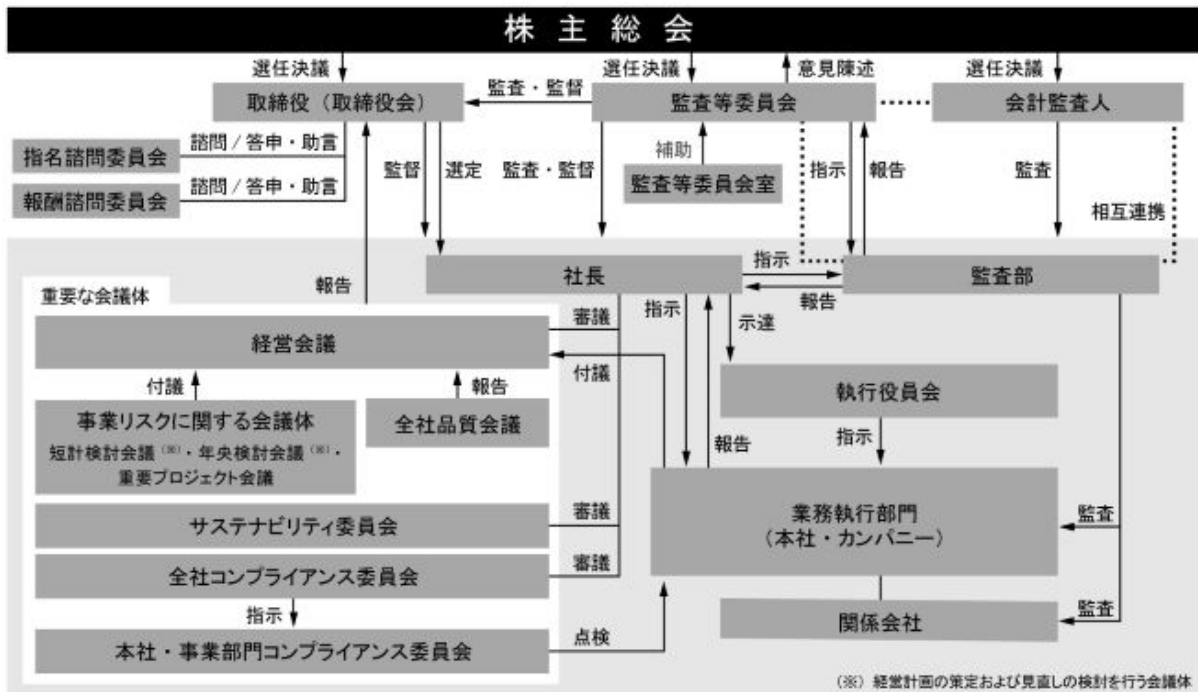 株主総会
選任決議
選任決議
意見陳述
選任決議
取締役（取締役会）
監査・監督
監査等委員会
会計監査人
指名諮問委員会
諮問 / 答申・助言
報酬諮問委員会
諮問 / 答申・助言
監督
選定
監査・監督
補助
監査等委員会室
指示
報告
監査
相互連携
社長
指示
報告
監査部
報告
重要な会議体
経営会議
審議
付議
指示
報告
示達
執行役員会
指示
付議
報告
事業リスクに関する会議体
短計検討会議（※）・年央検討会議（※）・
重要プロジェクト会議
全社品質会議
業務執行部門
（本社・カンパニー）
監査
サステナビリティ委員会
審議
全社コンプライアンス委員会
審議
指示
本社・事業部門コンプライアンス委員会
点検
関係会社
監査
（※）経営計画の策定および見直しの検討を行う会議体